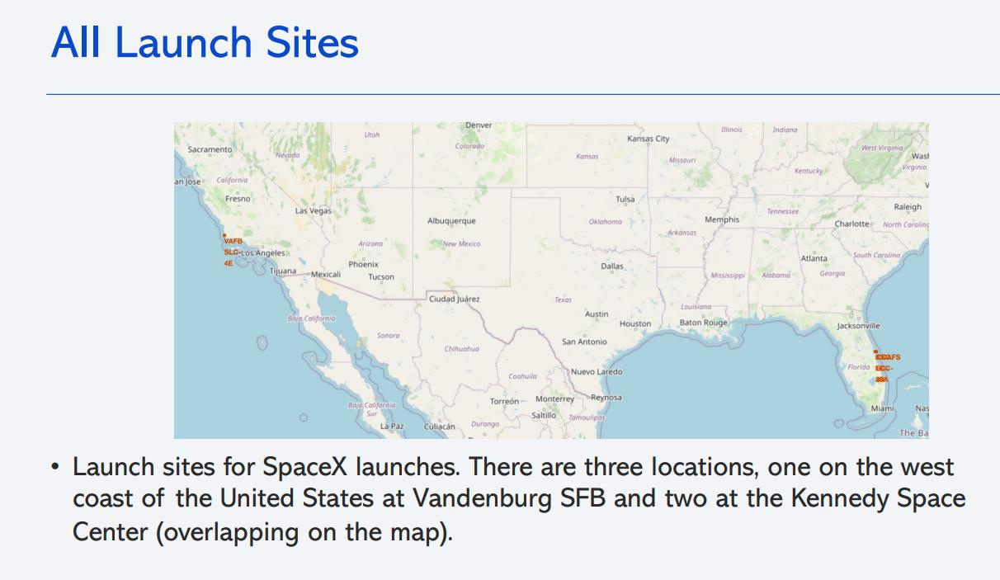 All Launch Sites
Denver
Utah
Colorado
Kansas City
Illinois
Indiana
Sacramento
Nevada
Kansas
Missouri
West Virginia
Wash
Virginia
Kentucky
an Jose
California
V
Fresno
Las Vegas
Tulsa
Raleigh
Albuquerque
Oklahoma
Memphis
Tennessee
Charlotte
North Carolina
VAFB
SLC-
4E
Los Angeles
Arizona
New Mexico
Arkansas
Phoenix
Tucson
Dallas
Atlanta
South Carolina
Tijuana
Mexicali
Mississippi
Alabama
Georgia
Ciudad Juárez
Texas
Louisiana
Baja California
Austin
Houston
Baton Rouge
Jacksonville
Sonora
San Antonio
Chihuahua
Florida
Coahuila
Nuevo Laredo
Baja California
Sur
Torreón
Monterrey
Reynosa
Saltillo
Tamaulipas
Miami
Nas
La Paz
Culiacán
Durango
The Ba
• Launch sites for SpaceX launches. There are three locations, one on the west
coast of the United States at Vandenburg SFB and two at the Kennedy Space
Center (overlapping on the map).